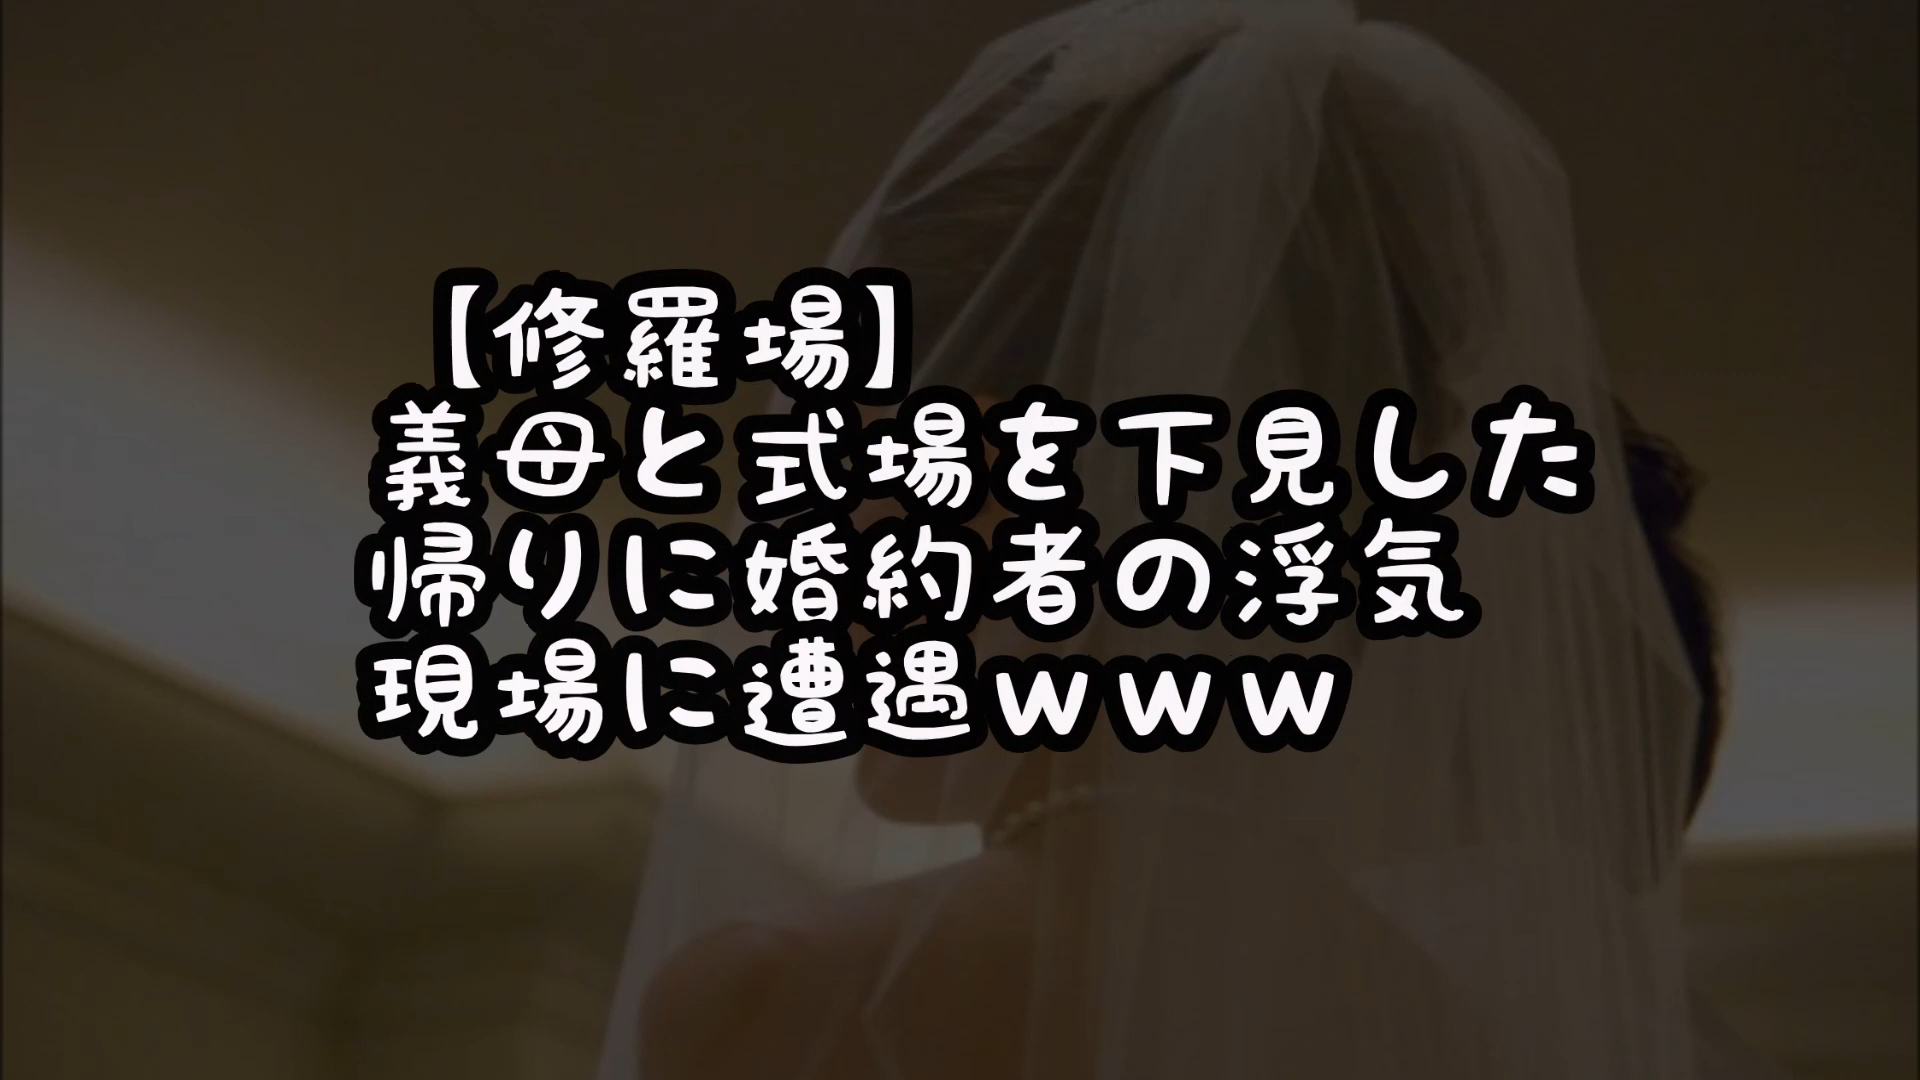 【修羅場】
義母と式場を下見した
帰りに婚約者の浮気
現場に遭遇ｗｗｗ